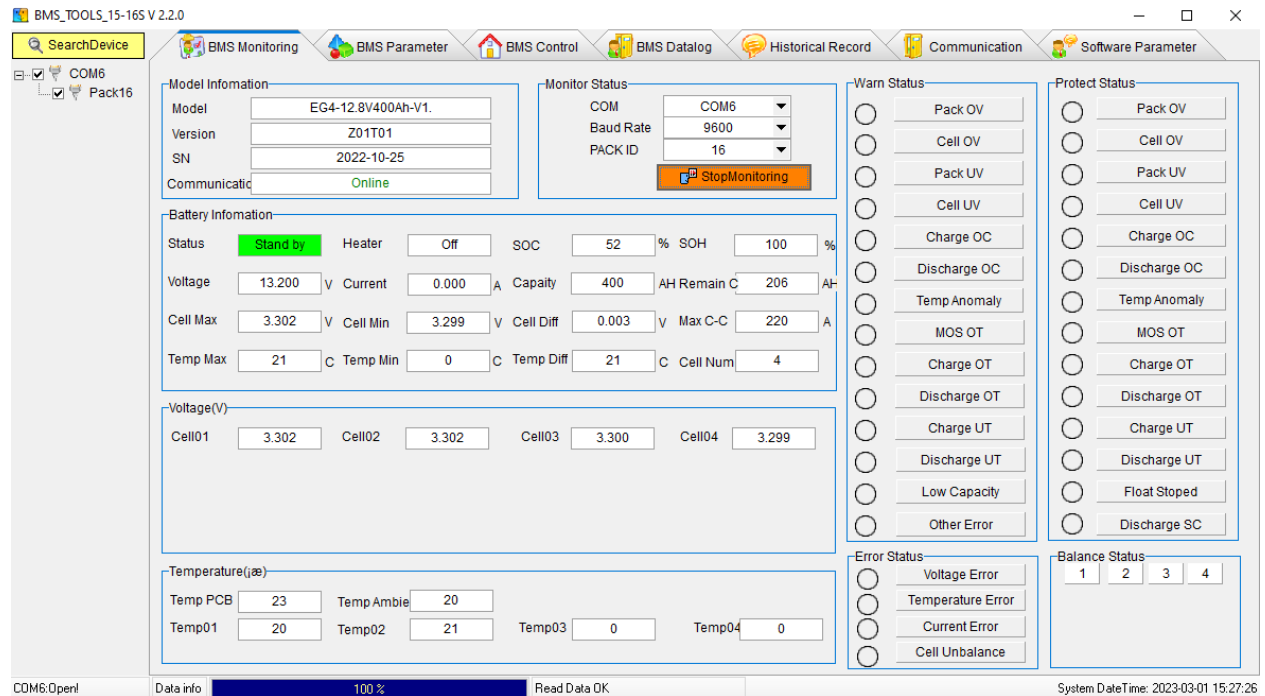 BMS_TOOLS_15-16S V 2.2.0
SearchDevice
BMS Monitoring
BMS Parameter
BMS Control
BMS Datalog
Historical Record
Communication
Software Parameter
COM6
Pack16
Model Infomation
Model EG4-12.8V400Ah-V1.
Version Z01T01
SN 2022-10-25
Communicatic Online
Monitor Status
COM COM6
Baud Rate 9600
PACK ID 16
StopMonitoring
Battery Infomation
Status Stand by Heater Off SOC 52 % SOH 100 %
Voltage 13.200 V Current 0.000 A Capaity 400 AH Remain C 206 AH
Cell Max 3.302 V Cell Min 3.299 V Cell Diff 0.003 V Max C-C 220 A
Temp Max 21 C Temp Min 0 C Temp Diff 21 C Cell Num 4
Voltage(V)
Cell01 3.302 Cell02 3.302 Cell03 3.300 Cell04 3.299
Temperature(¡æ)
Temp PCB 23 Temp Ambie 20
Temp01 20 Temp02 21 Temp03 0 Temp04 0
Warn Status
Pack OV
Cell OV
Pack UV
Cell UV
Charge OC
Discharge OC
Temp Anomaly
MOS OT
Charge OT
Discharge OT
Charge UT
Discharge UT
Low Capacity
Other Error
Protect Status
Pack OV
Cell OV
Pack UV
Cell UV
Charge OC
Discharge OC
Temp Anomaly
MOS OT
Charge OT
Discharge OT
Charge UT
Discharge UT
Float Stoped
Discharge SC
Error Status
Voltage Error
Temperature Error
Current Error
Cell Unbalance
Balance Status
1 2 3 4
COM6:Open!
Data info
100 %
Read Data OK
System DateTime: 2023-03-01 15:27:26